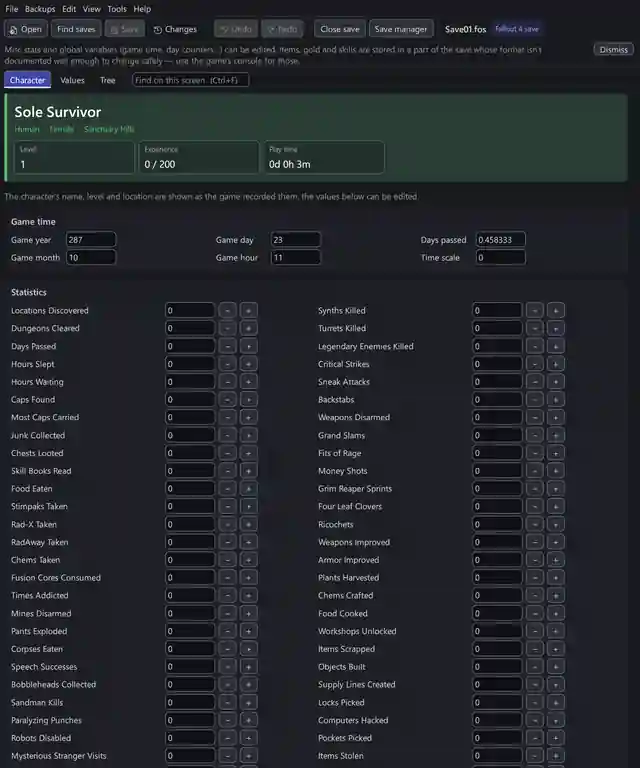 File Backups Edit View Tools Help
Open Find saves Save Changes Undo Redo Close save Save manager Save01.fos Fallout 4 save
Misc stats and global variables (game time, day counters...) can be edited. Items, gold and skills are stored in a part of the save whose format isn't Dismiss
documented well enough to change safely — use the game's console for those.
Character Values Tree Find on this screen. (Ctrl+F)
Sole Survivor
Human Female Sanctuary Hills
Level Experience Play time
1 0 / 200 0d 0h 3m
The character's name, level and location are shown as the game recorded them, the values below can be edited.
Game time
Game year 287 Game day 23 Days passed 0.458333
Game month 10 Game hour 11 Time scale 0
Statistics
Locations Discovered 0 − + Synths Killed 0 − +
Dungeons Cleared 0 − + Turrets Killed 0 − +
Days Passed 0 − + Legendary Enemies Killed 0 − +
Hours Slept 0 − + Critical Strikes 0 − +
Hours Waiting 0 − + Sneak Attacks 0 − +
Caps Found 0 − + Backstabs 0 − +
Most Caps Carried 0 − + Weapons Disarmed 0 − +
Junk Collected 0 − + Grand Slams 0 − +
Chests Looted 0 − + Fits of Rage 0 − +
Skill Books Read 0 − + Money Shots 0 − +
Food Eaten 0 − + Grim Reaper Sprints 0 − +
Stimpaks Taken 0 − + Four Leaf Clovers 0 − +
Rad-X Taken 0 − + Ricochets 0 − +
RadAway Taken 0 − + Weapons Improved 0 − +
Chems Taken 0 − + Armor Improved 0 − +
Fusion Cores Consumed 0 − + Plants Harvested 0 − +
Times Addicted 0 − + Chems Crafted 0 − +
Mines Disarmed 0 − + Food Cooked 0 − +
Pants Exploded 0 − + Workshops Unlocked 0 − +
Corpses Eaten 0 − + Items Scrapped 0 − +
Speech Successes 0 − + Objects Built 0 − +
Bobbleheads Collected 0 − + Supply Lines Created 0 − +
Sandman Kills 0 − + Locks Picked 0 − +
Paralyzing Punches 0 − + Computers Hacked 0 − +
Robots Disabled 0 − + Pockets Picked 0 − +
Mysterious Stranger Visits 0 − + Items Stolen 0 − +